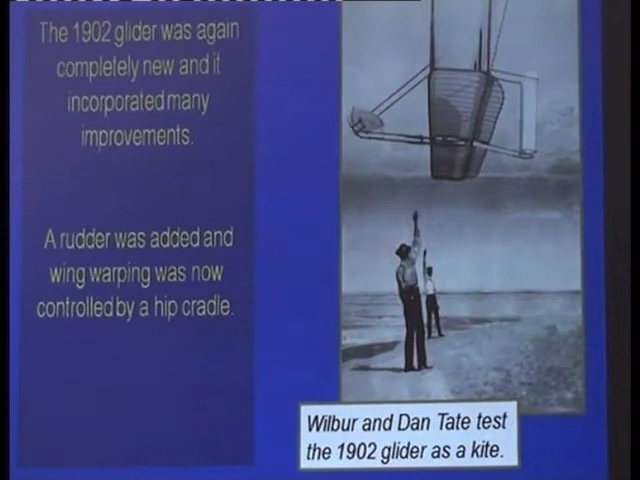 The 1902 glider was again
completely new and it
incorporated many
improvements.
A rudder was added and
wing warping was now
controlled by a hip cradle.
Wilbur and Dan Tate test
the 1902 glider as a kite.